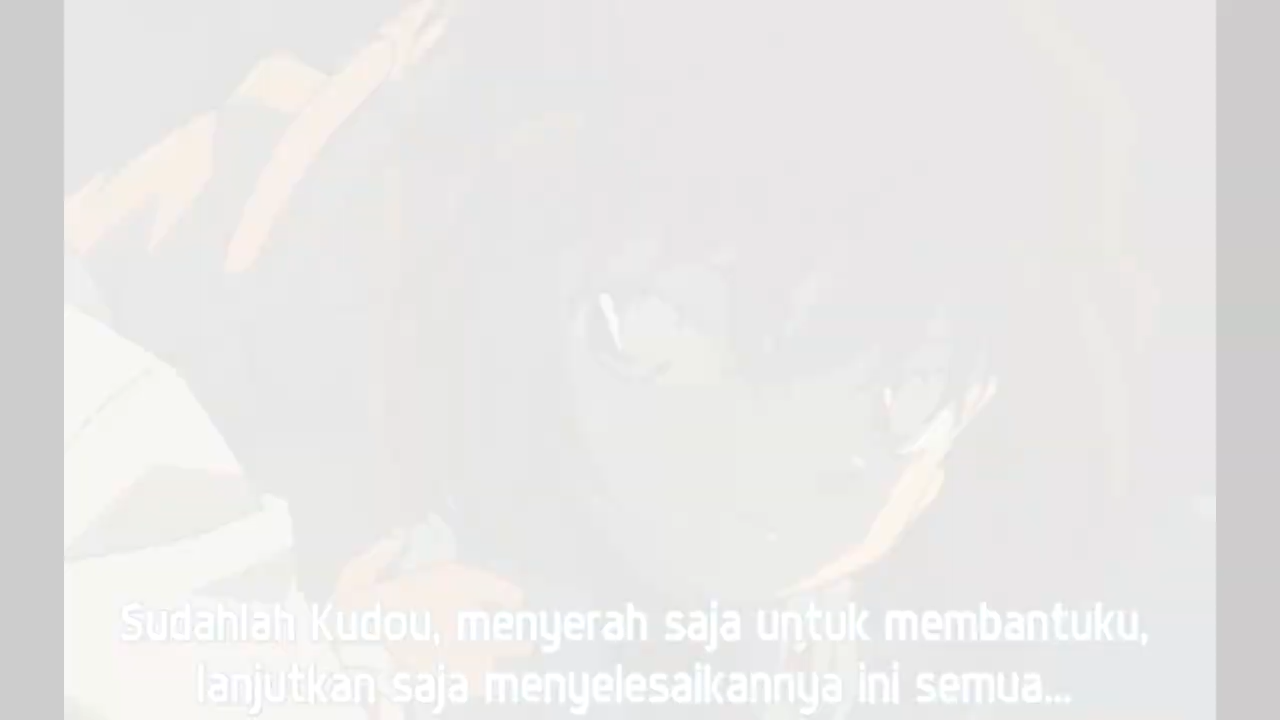 Sudahlah Kudou, menyerah saja untuk membantuku,
lanjutkan saja menyelesaikannya ini semua...